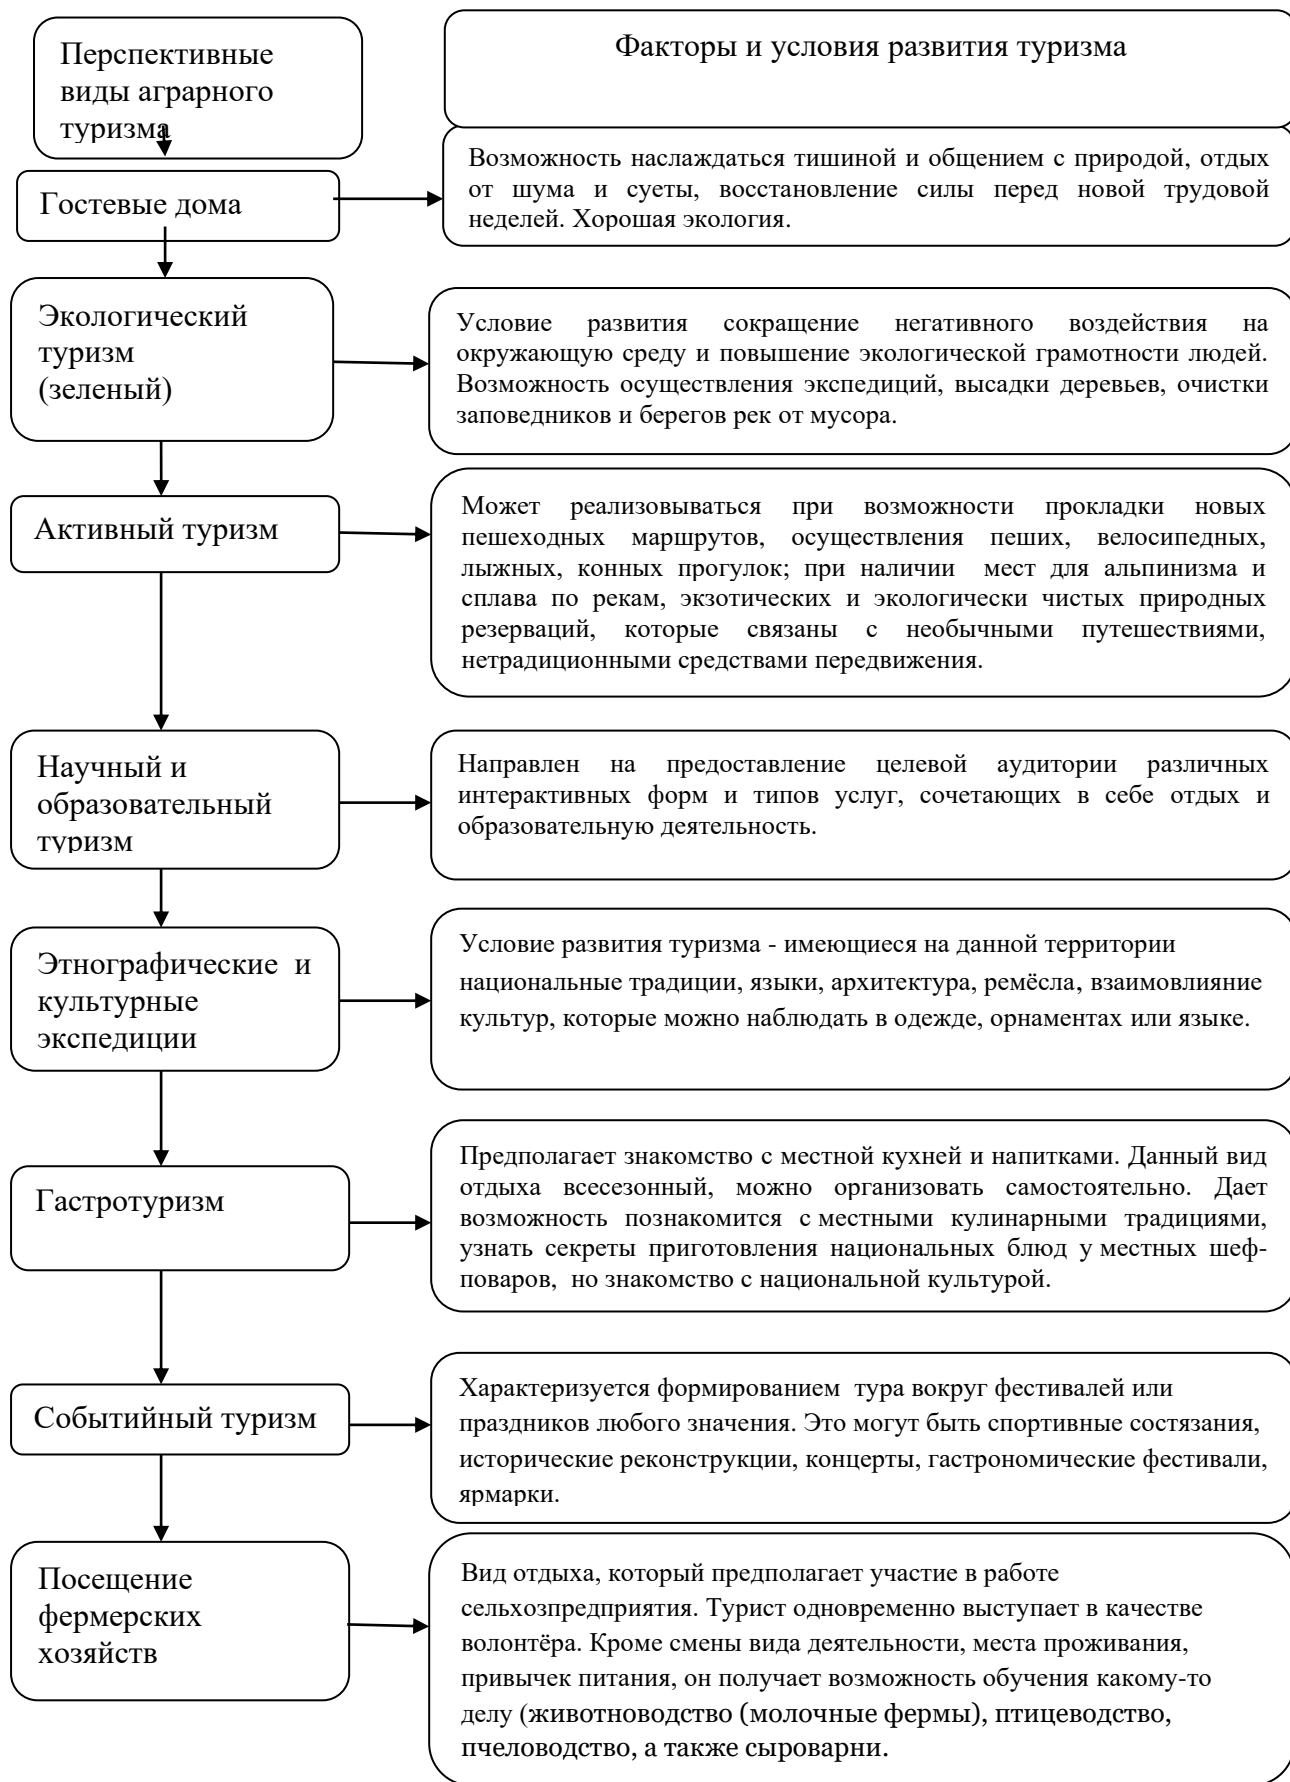 Перспективные
виды аграрного
туризма
Факторы и условия развития туризма
Гостевые дома
Возможность наслаждаться тишиной и общением с природой, отдых
от шума и суеты, восстановление силы перед новой трудовой
неделей. Хорошая экология.
Экологический
туризм
(зеленый)
Условие развития сокращение негативного воздействия на
окружающую среду и повышение экологической грамотности людей.
Возможность осуществления экспедиций, высадки деревьев, очистки
заповедников и берегов рек от мусора.
Активный туризм
Может реализовываться при возможности прокладки новых
пешеходных маршрутов, осуществления пеших, велосипедных,
лыжных, конных прогулок; при наличии мест для альпинизма и
сплава по рекам, экзотических и экологически чистых природных
резерваций, которые связаны с необычными путешествиями,
нетрадиционными средствами передвижения.
Научный и
образовательный
туризм
Направлен на предоставление целевой аудитории различных
интерактивных форм и типов услуг, сочетающих в себе отдых и
образовательную деятельность.
Этнографические и
культурные
экспедиции
Условие развития туризма - имеющиеся на данной территории
национальные традиции, языки, архитектура, ремёсла, взаимовлияние
культур, которые можно наблюдать в одежде, орнаментах или языке.
Гастротуризм
Предполагает знакомство с местной кухней и напитками. Данный вид
отдыха всесезонный, можно организовать самостоятельно. Дает
возможность познакомится с местными кулинарными традициями,
узнать секреты приготовления национальных блюд у местных шеф-
поваров, но знакомство с национальной культурой.
Событийный туризм
Характеризуется формированием тура вокруг фестивалей или
праздников любого значения. Это могут быть спортивные состязания,
исторические реконструкции, концерты, гастрономические фестивали,
ярмарки.
Посещение
фермерских
хозяйств
Вид отдыха, который предполагает участие в работе
сельхозпредприятия. Турист одновременно выступает в качестве
волонтёра. Кроме смены вида деятельности, места проживания,
привычек питания, он получает возможность обучения какому-то
делу (животноводство (молочные фермы), птицеводство,
пчеловодство, а также сыроварни.